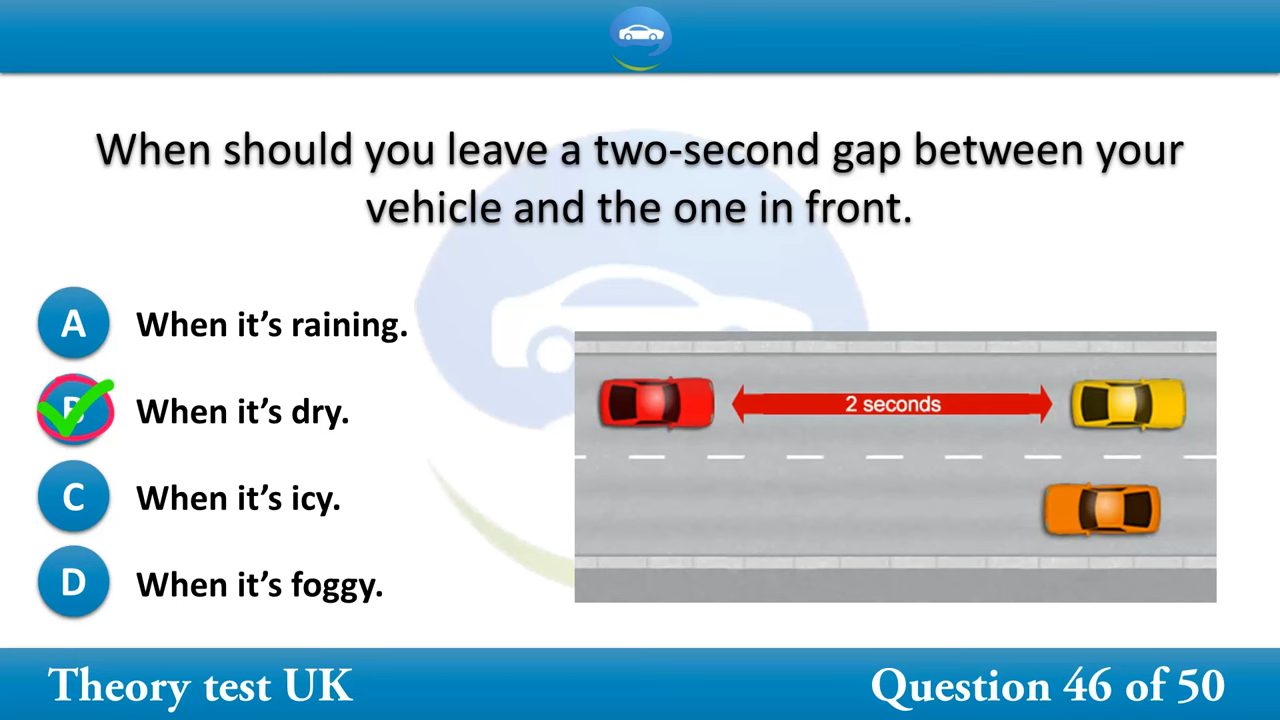 When should you leave a two-second gap between your
vehicle and the one in front.
A When it’s raining.
B When it’s dry.
C When it’s icy.
D When it’s foggy.
2 seconds
Theory test UK
Question 46 of 50